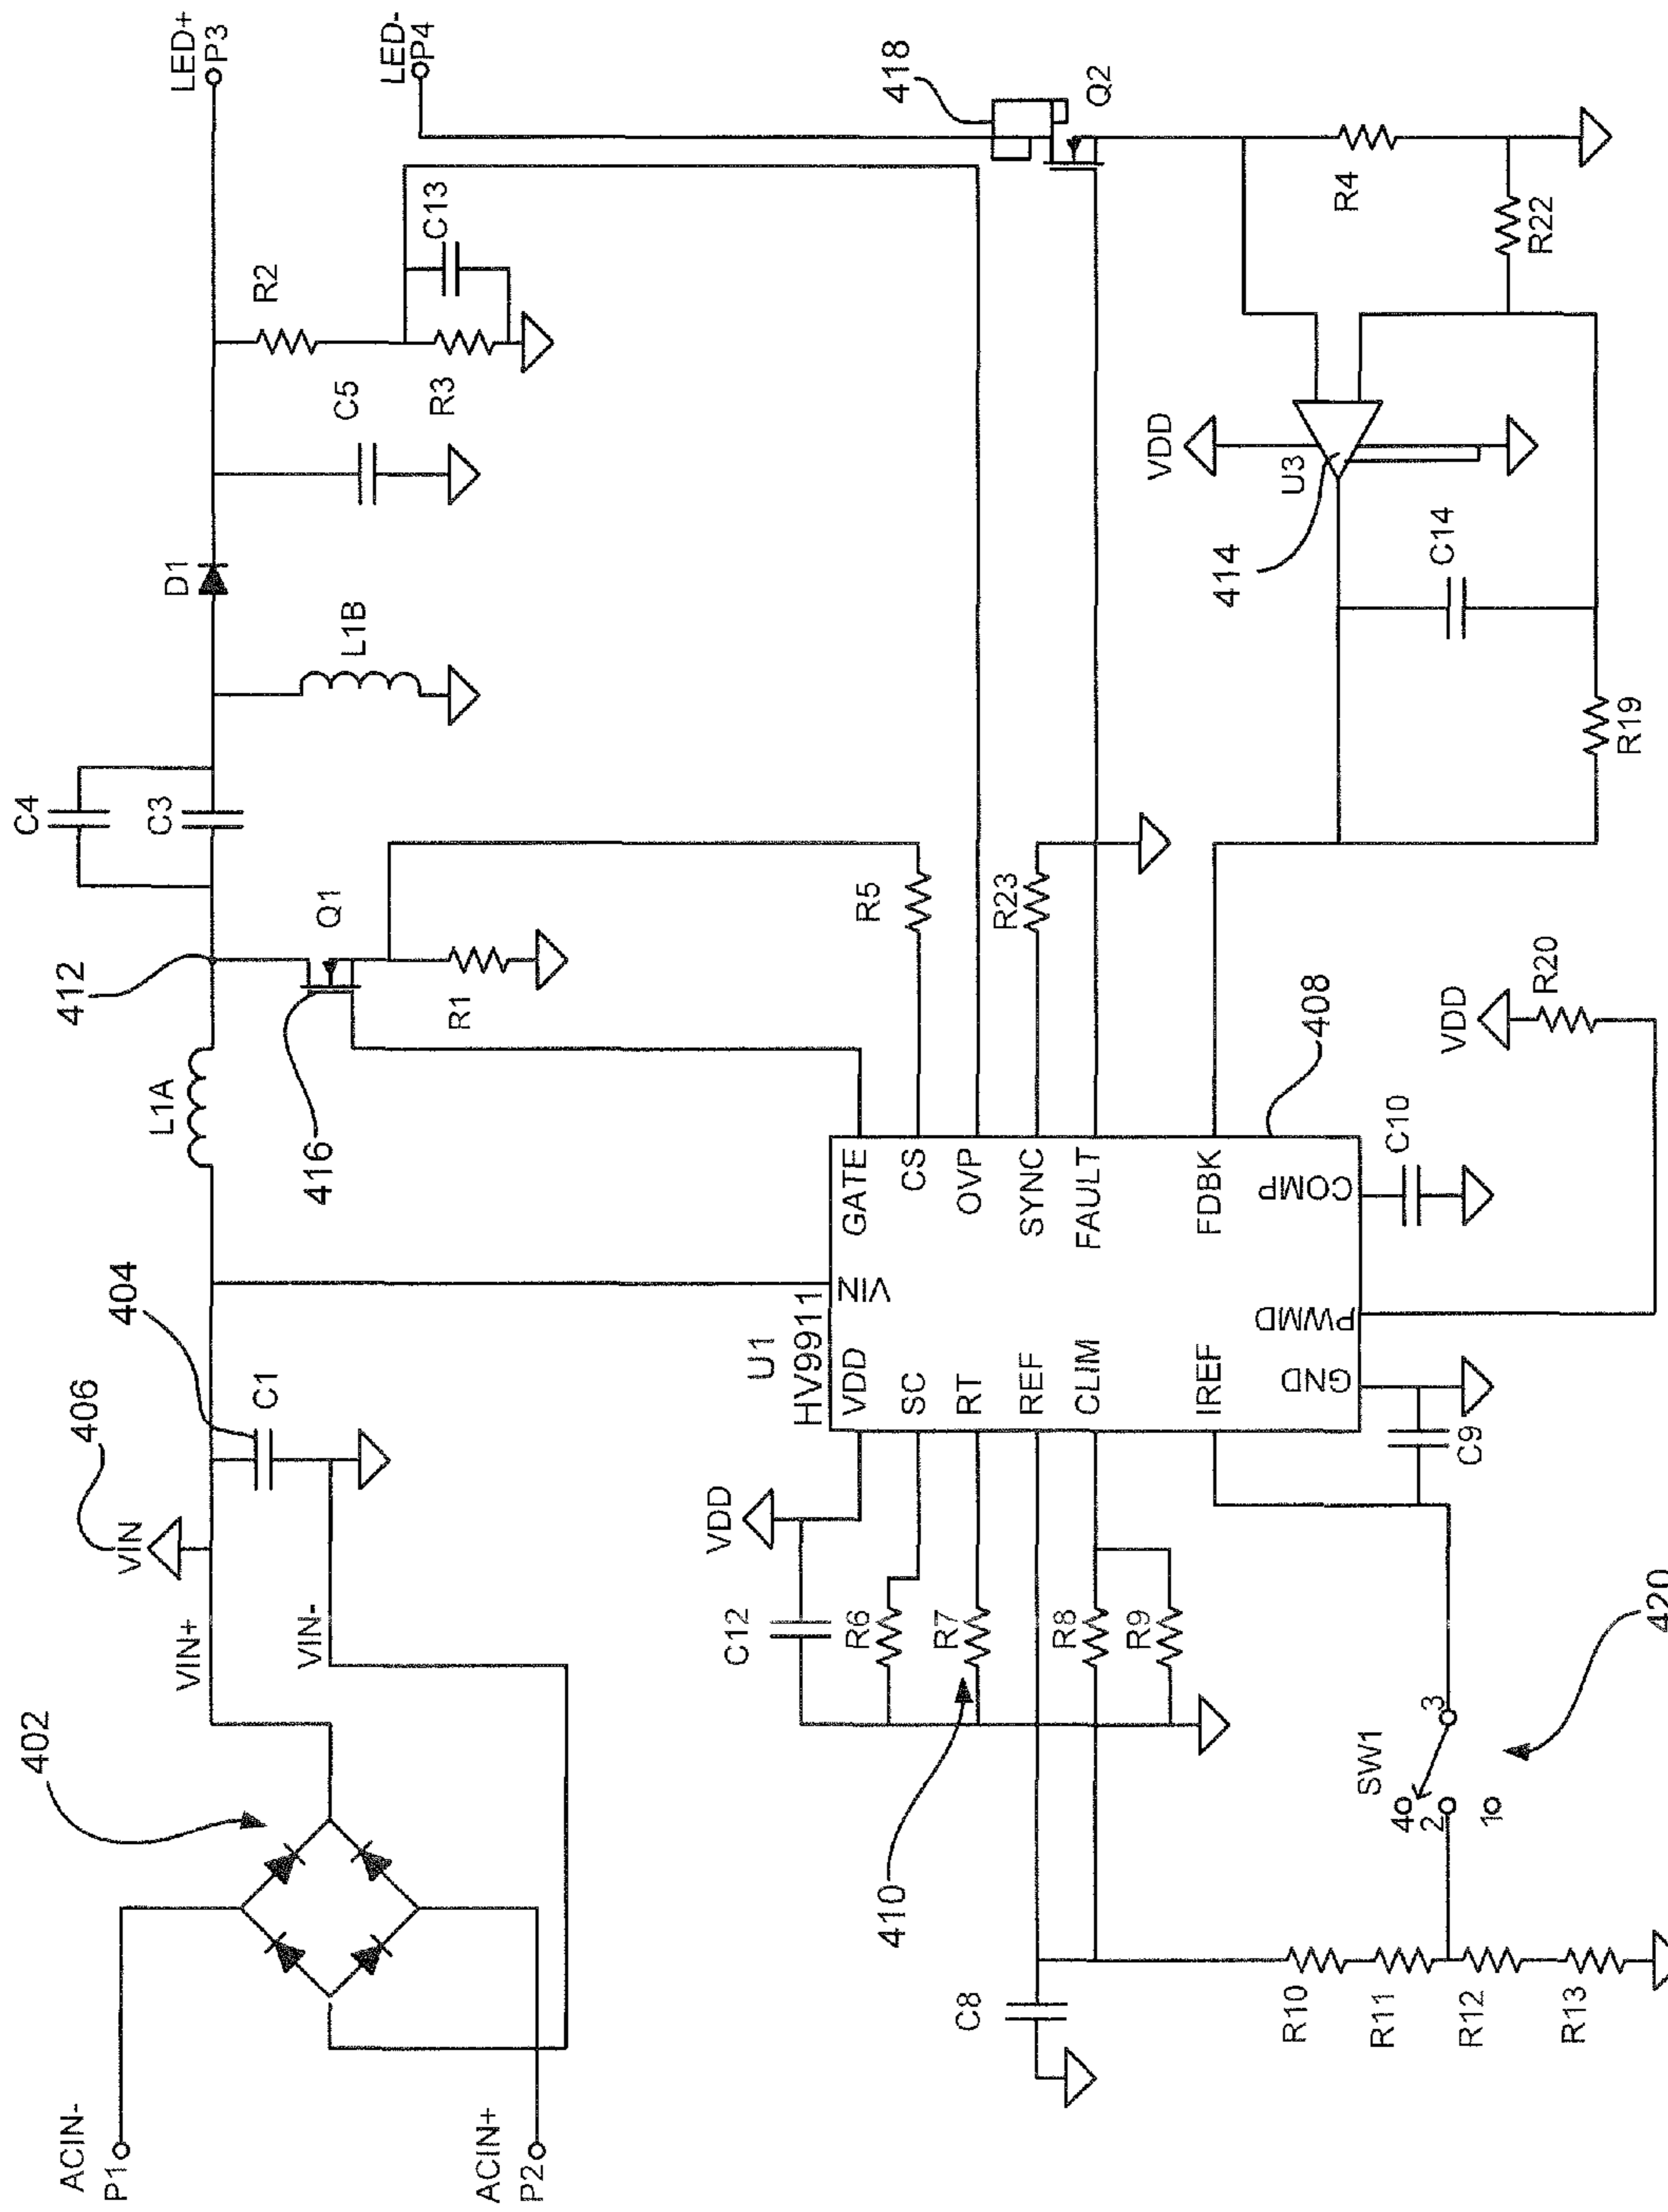 ACIN-
P1
ACIN+
P2
402
VIN+
VIN-
406
VIN
404
C1
L1A
412
416
Q1
R1
C4
C3
L1B
D1
C5
R2
R3
C13
LED+
P3
LED-
P4
418
Q2
R4
R22
VDD
U3
414
C14
R19
R5
R23
U1
HV9911
VDD
SC
RT
REF
CLIM
IREF
VIN
GATE
CS
OVP
SYNC
FAULT
FDBK
GND
PWMD
COMP
408
C10
VDD
R20
VDD
C12
R6
R7
R8
R9
410
C9
C8
R10
R11
R12
R13
SW1
4
2
1
3
420